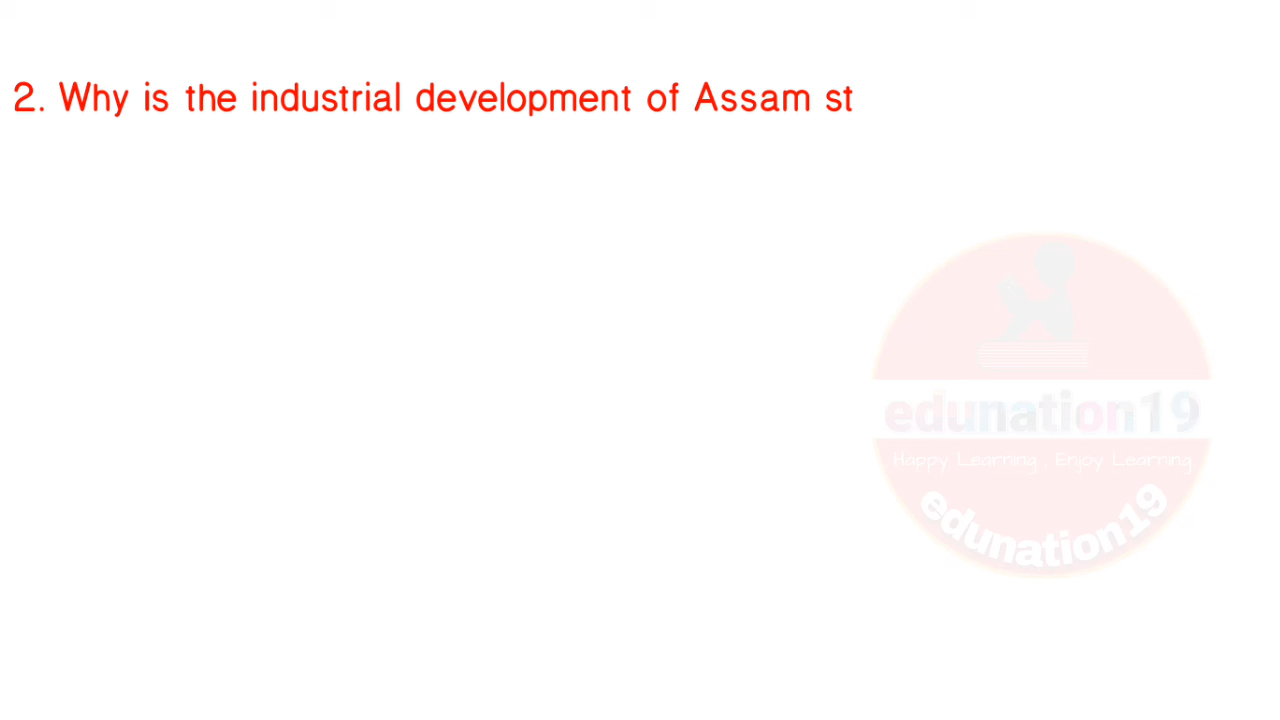 2. Why is the industrial development of Assam st
edunation19
Happy Learning , Enjoy Learning
edunation19